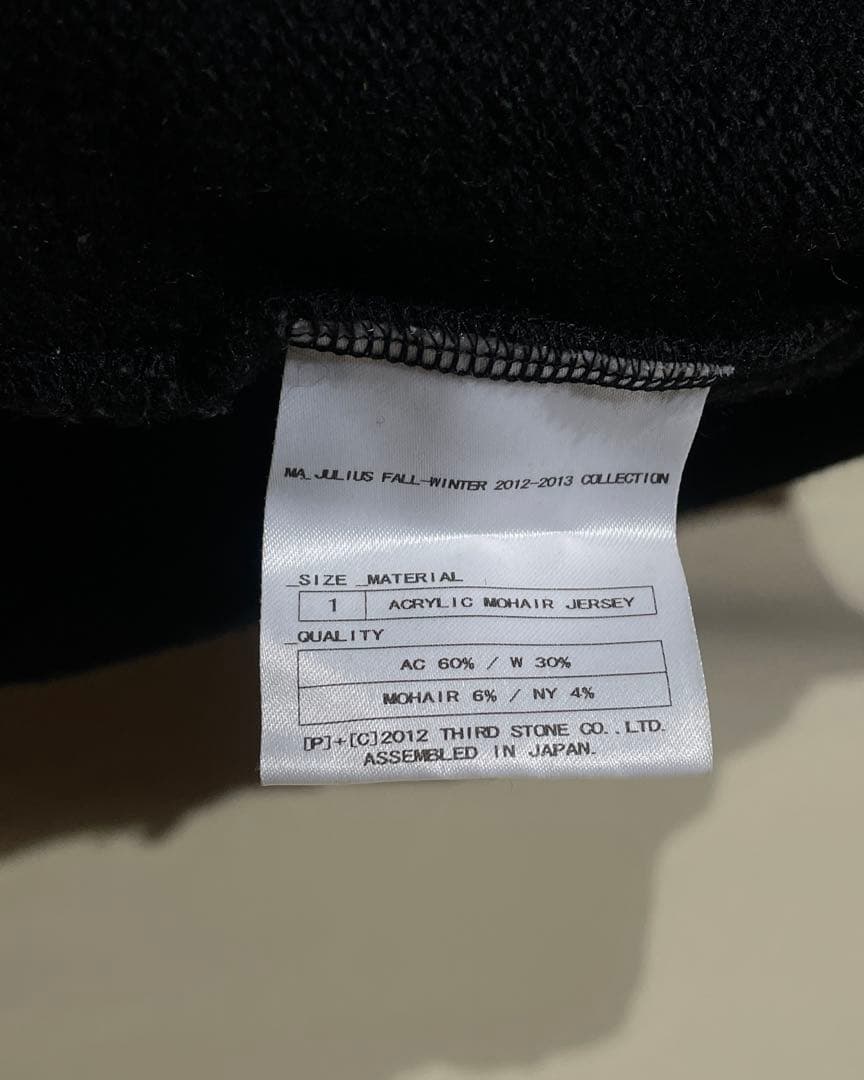 MA_JULIUS FALL-WINTER 2012-2013 COLLECTION
_SIZE _MATERIAL
1 ACRYLIC MOHAIR JERSEY
_QUALITY
AC 60% / W 30%
MOHAIR 6% / NY 4%
[P]+[C]2012 THIRD STONE CO.,LTD.
ASSEMBLED IN JAPAN.